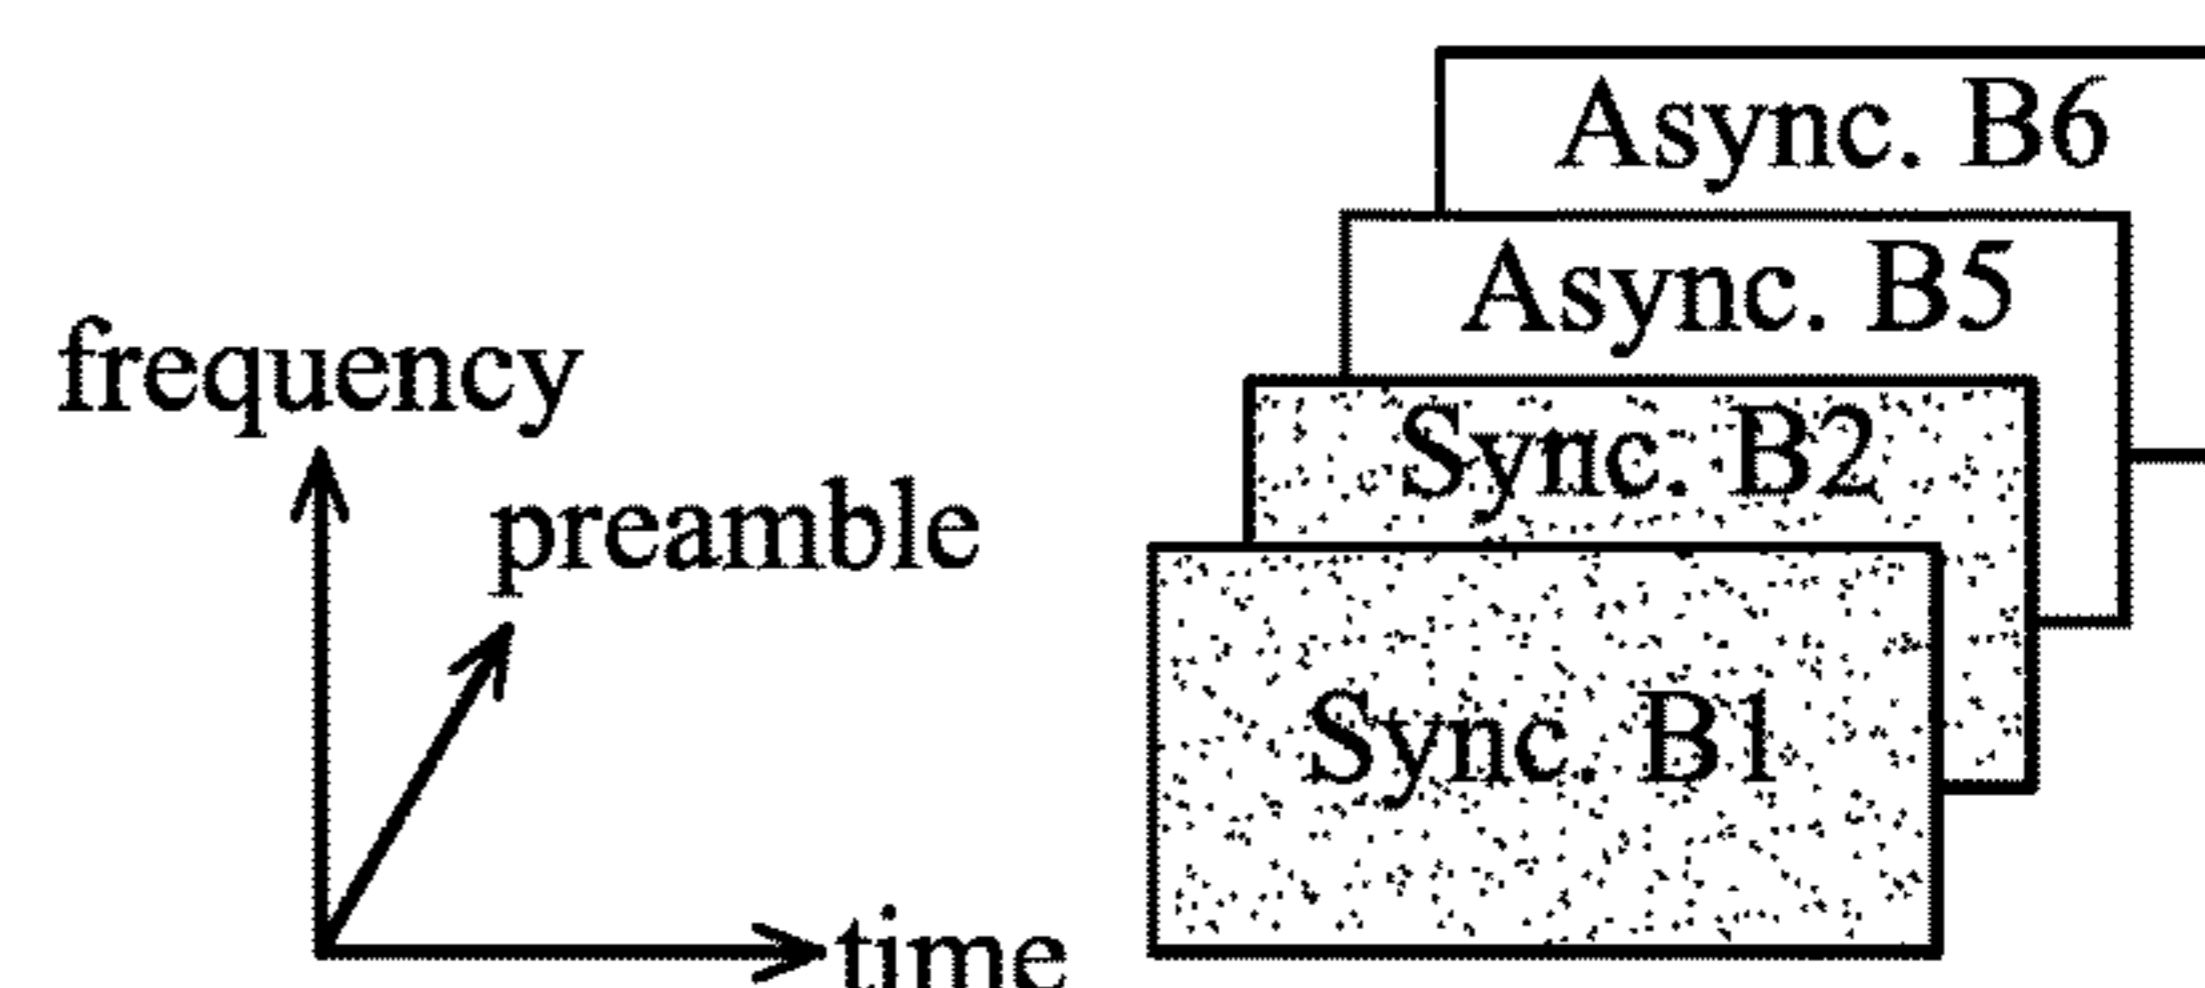 Async. B6
Async. B5
frequency
Sync. B2
preamble
Sync. B1
time